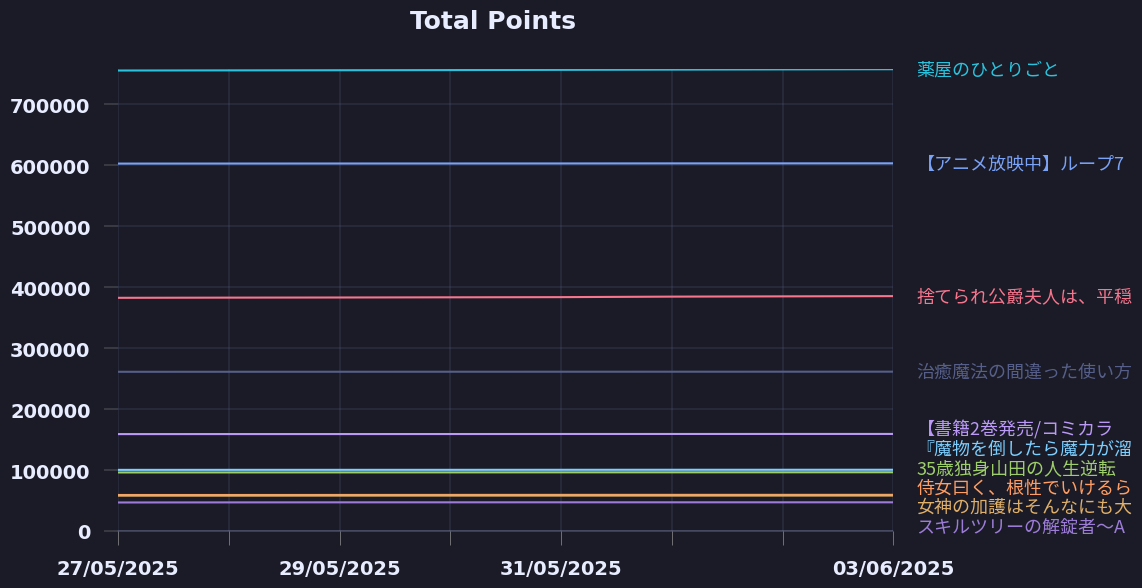 Total Points
薬屋のひとりごと
700000
600000
【アニメ放映中】ループ7
500000
400000
捨てられ公爵夫人は、平穏
300000
治癒魔法の間違った使い方
200000
【書籍2巻発売/コミカラ
『魔物を倒したら魔力が溜
100000
35歳独身山田の人生逆転
侍女曰く、根性でいけるら
女神の加護はそんなにも大
スキルツリーの解錠者～A
0
27/05/2025
29/05/2025
31/05/2025
03/06/2025